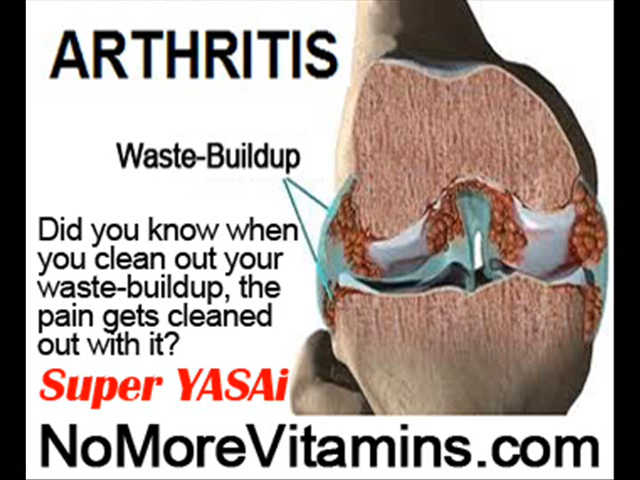 ARTHRITIS
Waste-Buildup
Did you know when
you clean out your
waste-buildup, the
pain gets cleaned
out with it?
Super YASAi
NoMoreVitamins.com